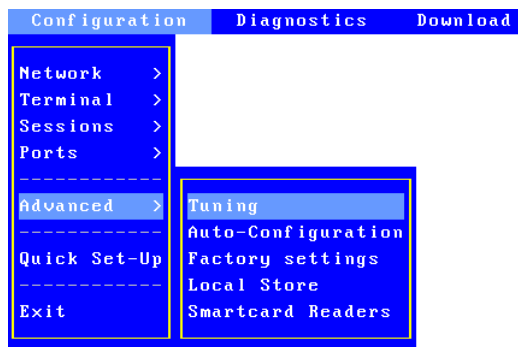 Configuration Diagnostics Download
Network >
Terminal >
Sessions >
Ports >
------------
Advanced >
------------
Quick Set-Up
------------
Exit
Tuning
Auto-Configuration
Factory settings
Local Store
Smartcard Readers